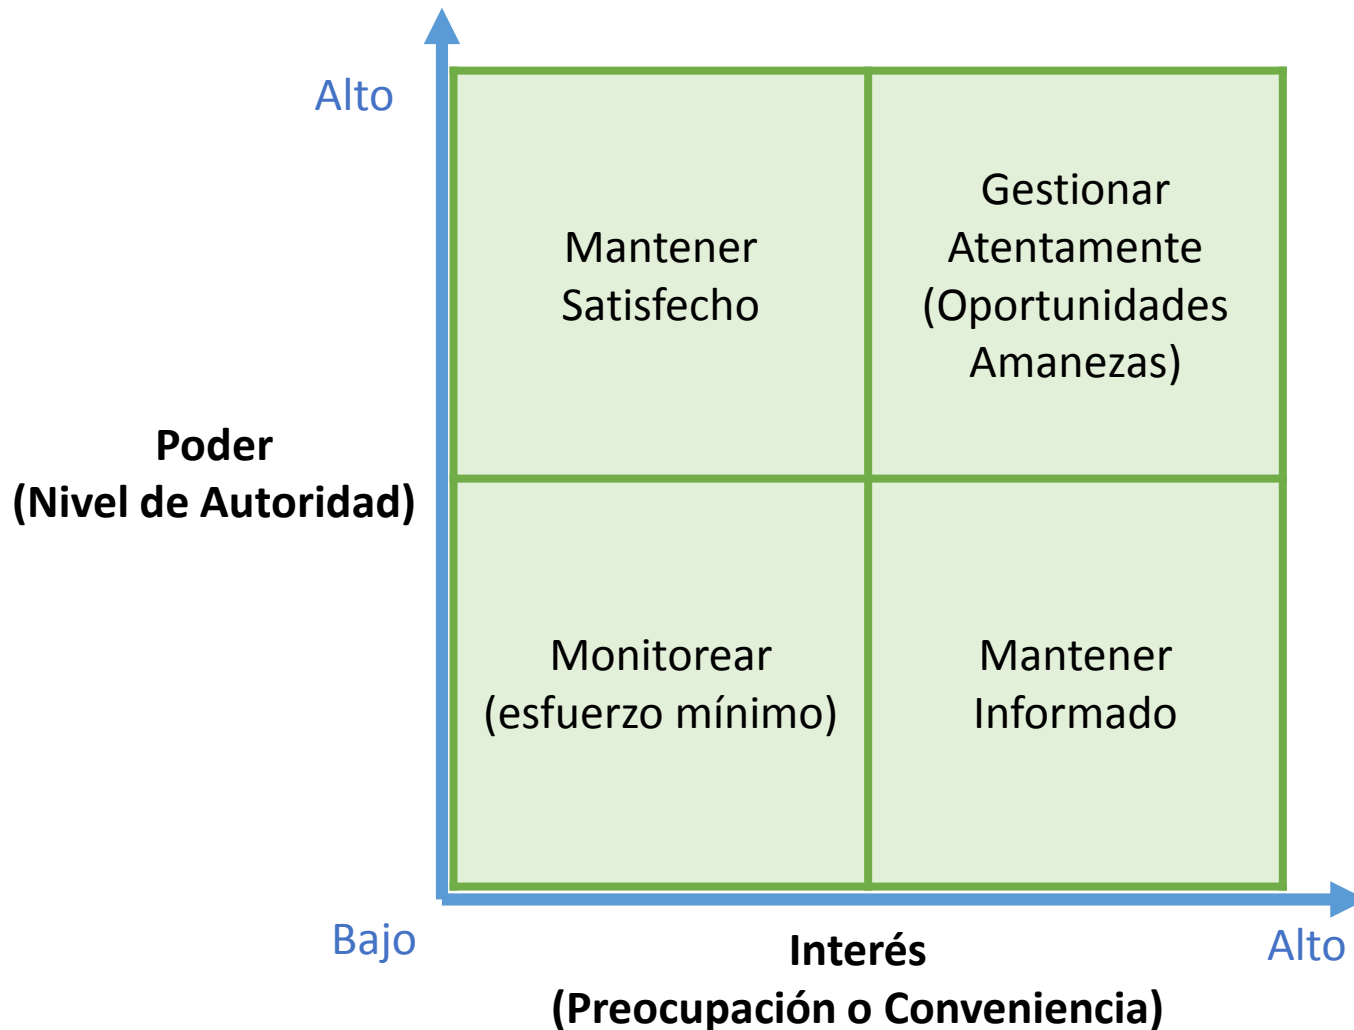 Alto
Mantener
Satisfecho
Gestionar
Atentamente
(Oportunidades
Amanezas)
Poder
(Nivel de Autoridad)
Monitorear
(esfuerzo mínimo)
Mantener
Informado
Bajo
Interés
(Preocupación o Conveniencia)
Alto